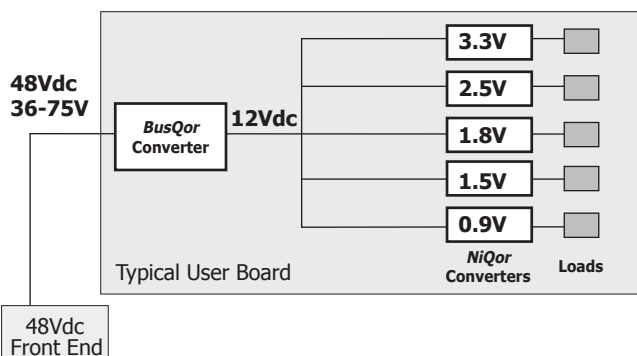 48Vdc
36-75V
BusQor
Converter
12Vdc
3.3V
2.5V
1.8V
1.5V
0.9V
NiQor
Converters
Loads
Typical User Board
48Vdc
Front End